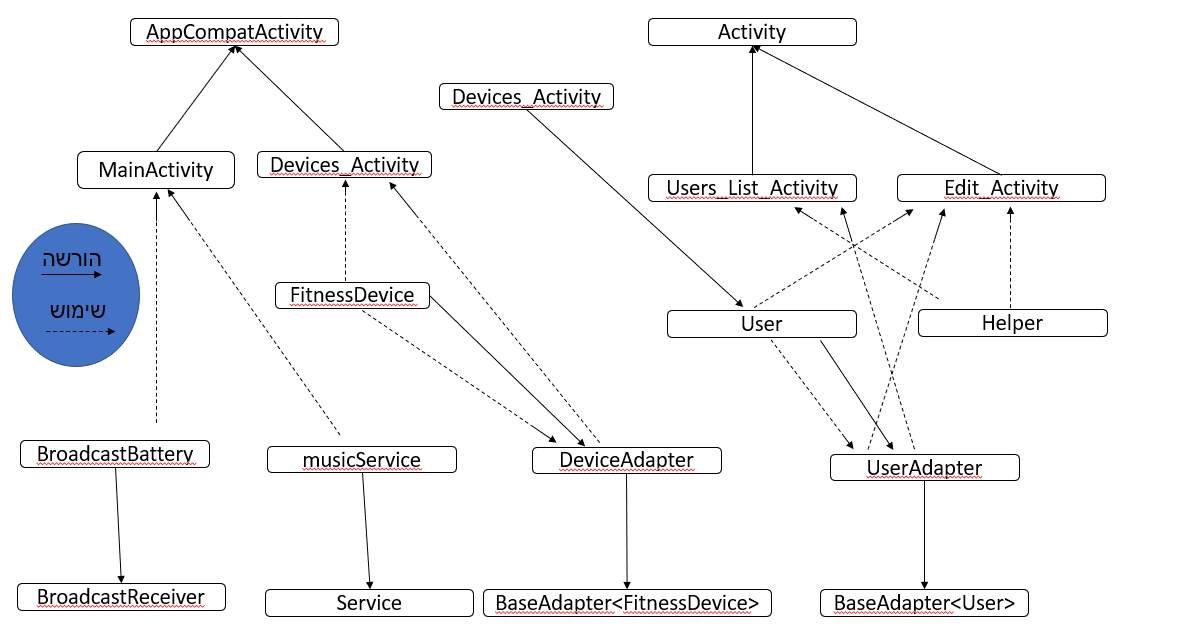 AppCompatActivity
Activity
Devices_Activity
MainActivity
Devices_Activity
Users_List_Activity
Edit_Activity
הורשה
שימוש
FitnessDevice
User
Helper
BroadcastBattery
musicService
DeviceAdapter
UserAdapter
BroadcastReceiver
Service
BaseAdapter<FitnessDevice>
BaseAdapter<User>